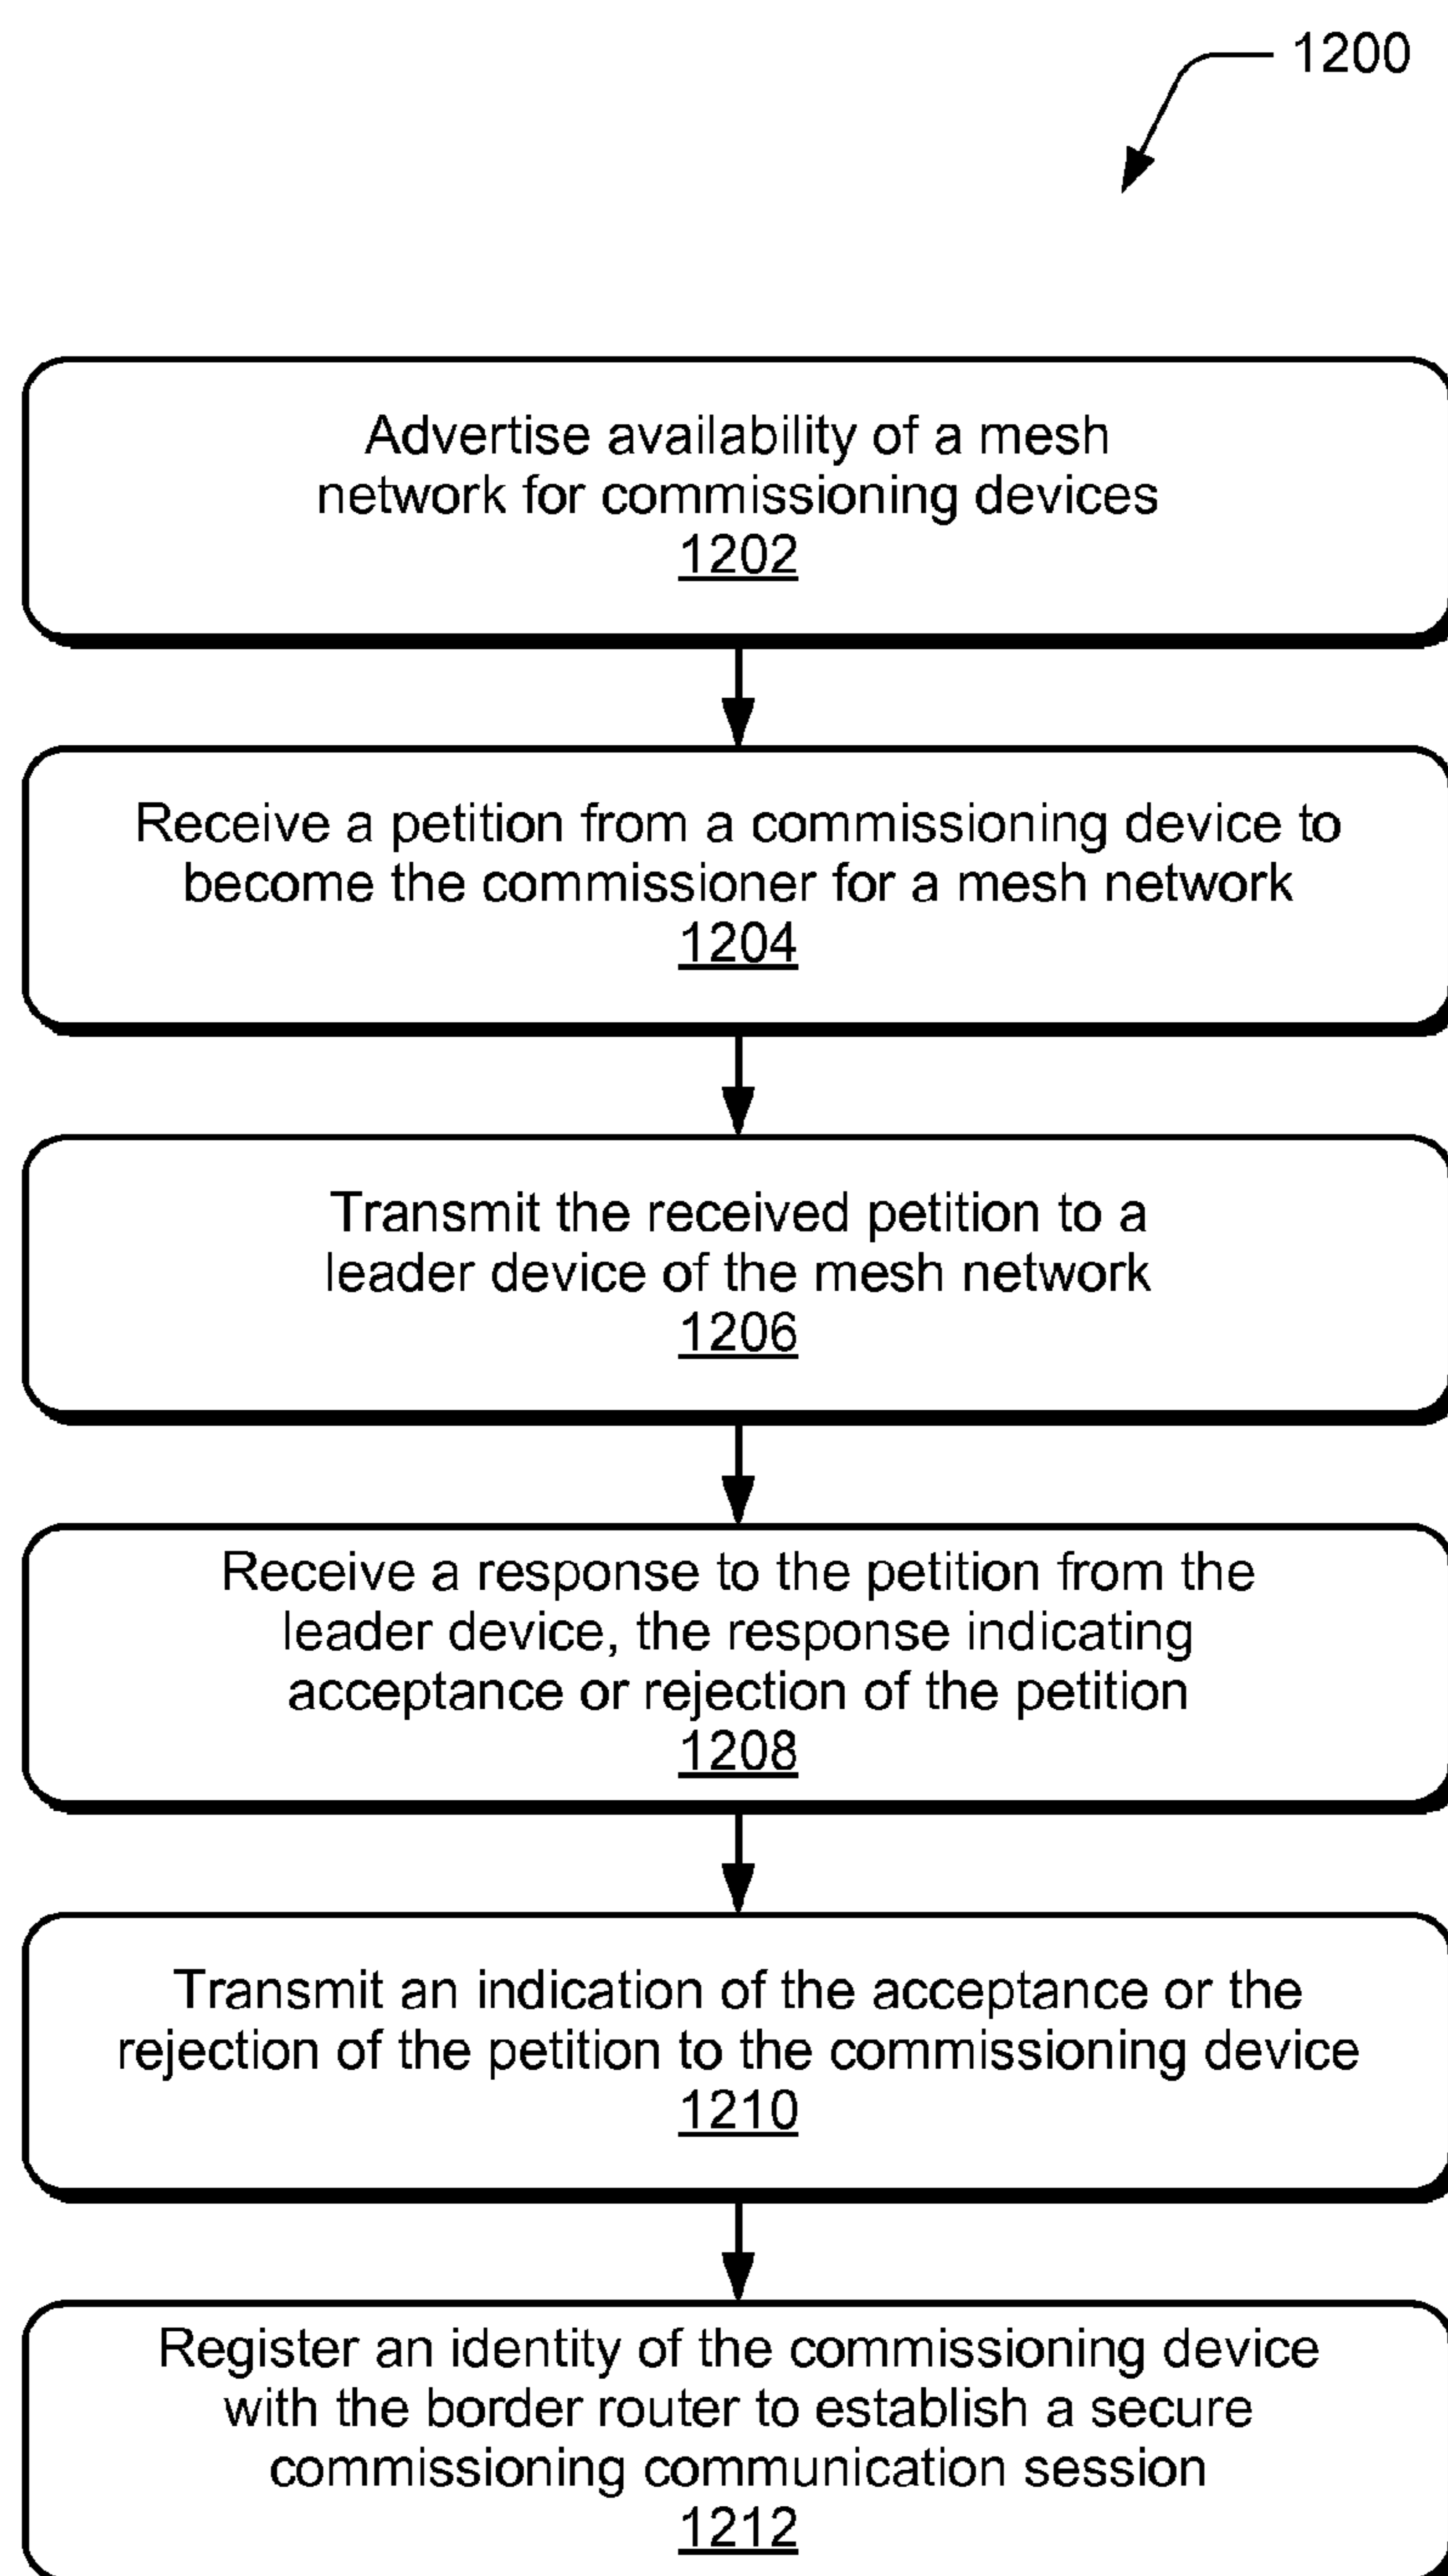 1200
Advertise availability of a mesh
network for commissioning devices
1202
Receive a petition from a commissioning device to
become the commissioner for a mesh network
1204
Transmit the received petition to a
leader device of the mesh network
1206
Receive a response to the petition from the
leader device, the response indicating
acceptance or rejection of the petition
1208
Transmit an indication of the acceptance or the
rejection of the petition to the commissioning device
1210
Register an identity of the commissioning device
with the border router to establish a secure
commissioning communication session
1212